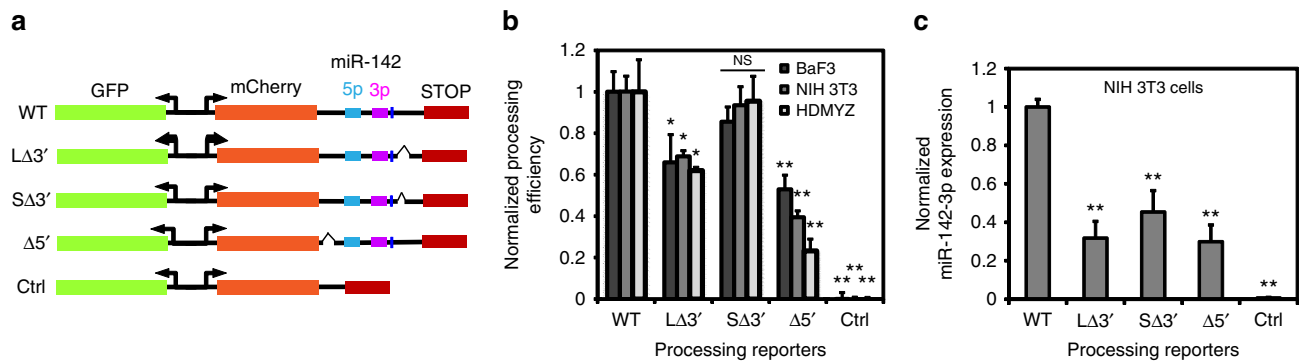 a
miR-142
GFP
mCherry
5p
3p
STOP
WT
LΔ3′
SΔ3′
Δ5′
Ctrl
b
Normalized processing
efficiency
1.2
1
0.8
0.6
0.4
0.2
0
NS
BaF3
NIH 3T3
HDMYZ
* * *
** ** **
** ** **
WT LΔ3′ SΔ3′ Δ5′ Ctrl
Processing reporters
c
Normalized
miR-142-3p expression
1.2
1
0.8
0.6
0.4
0.2
0
NIH 3T3 cells
** ** ** **
WT LΔ3′ SΔ3′ Δ5′ Ctrl
Processing reporters